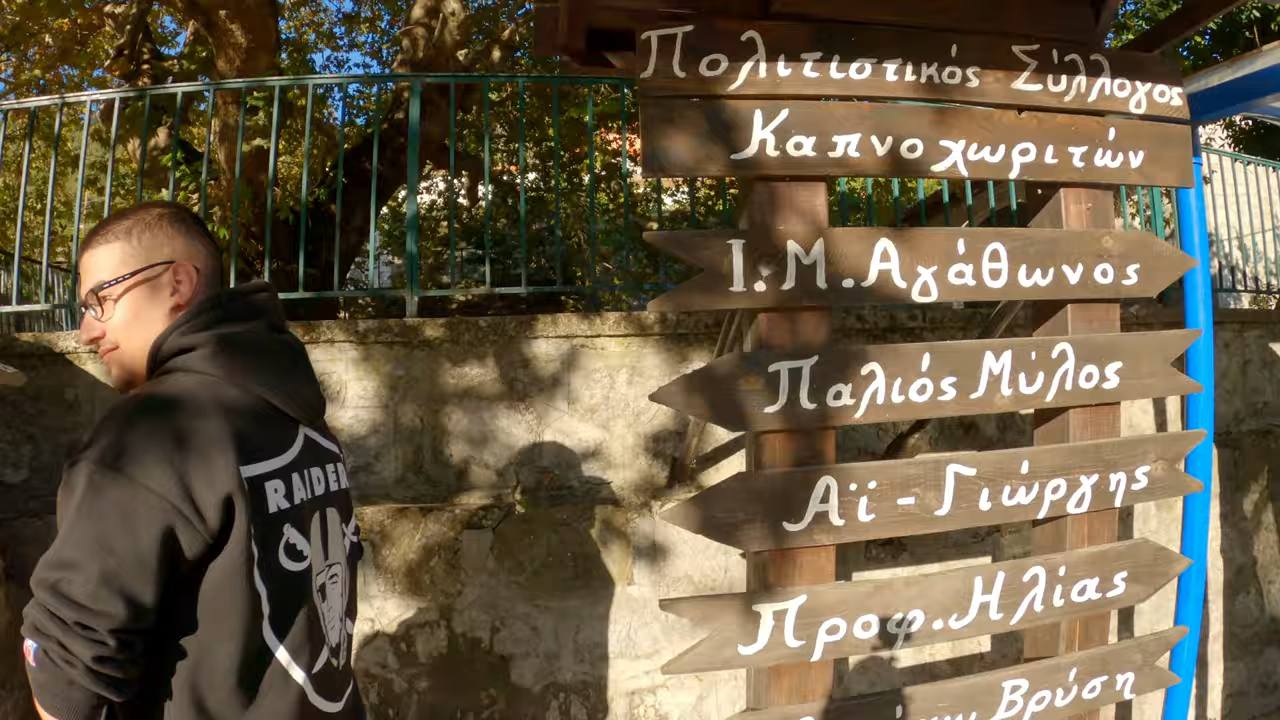 Πολιτιστικός Σύλλογος
Καπνοχωριτών
Ι. Μ. Αγάθωνος
Παλιός Μύλος
Αϊ - Γιώργης
Προφ. Ηλίας
Βρύση
RAIDER